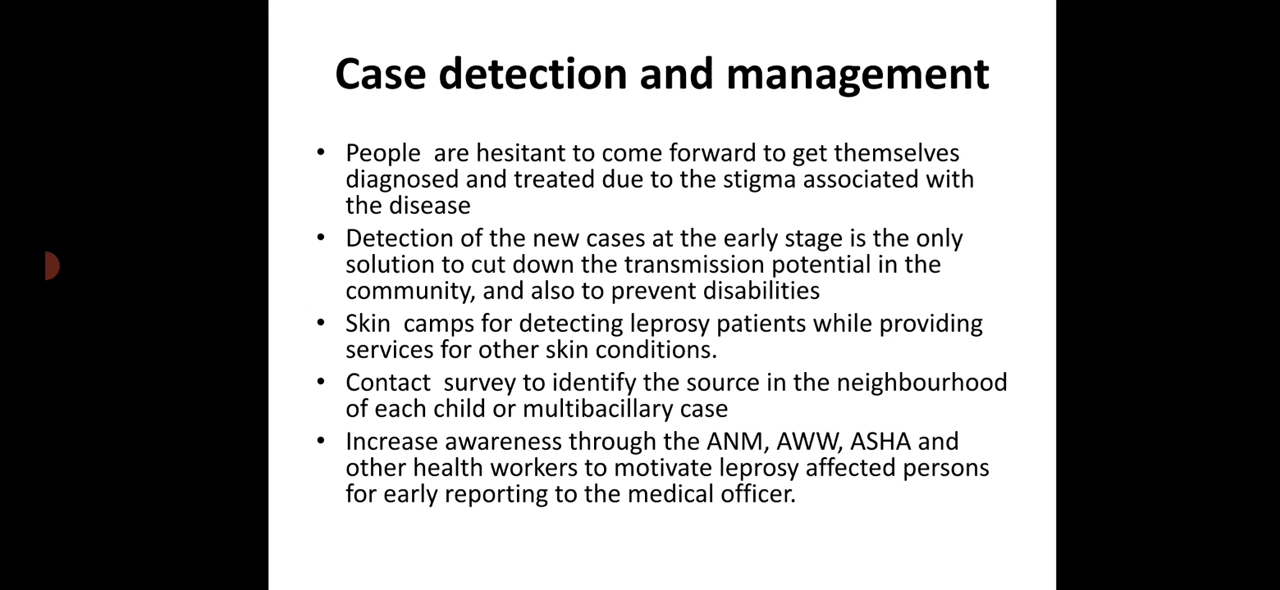 Case detection and management
• People  are hesitant to come forward to get themselves
diagnosed and treated due to the stigma associated with
the disease
• Detection of the new cases at the early stage is the only
solution to cut down the transmission potential in the
community, and also to prevent disabilities
• Skin  camps for detecting leprosy patients while providing
services for other skin conditions.
• Contact  survey to identify the source in the neighbourhood
of each child or multibacillary case
• Increase awareness through the ANM, AWW, ASHA and
other health workers to motivate leprosy affected persons
for early reporting to the medical officer.